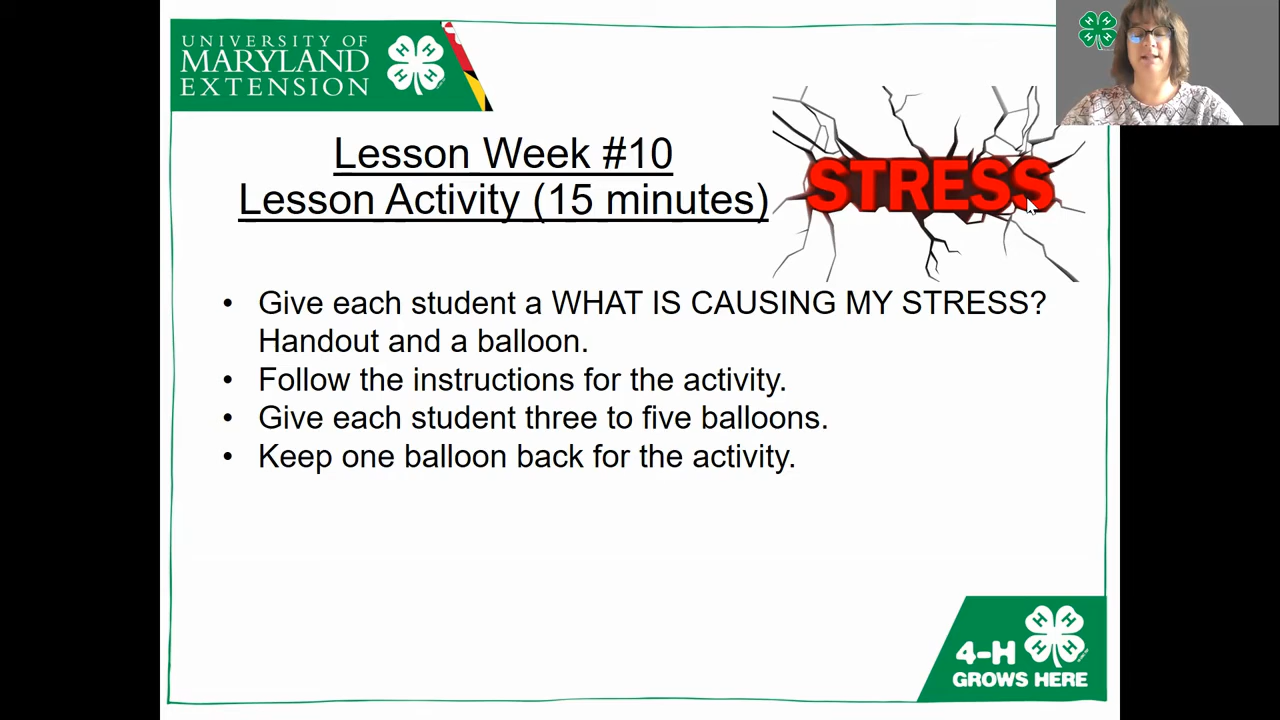 UNIVERSITY OF
MARYLAND
EXTENSION
H H
H H
H H
H H
STRESS
Lesson Week #10
Lesson Activity (15 minutes)
• Give each student a WHAT IS CAUSING MY STRESS?
Handout and a balloon.
• Follow the instructions for the activity.
• Give each student three to five balloons.
• Keep one balloon back for the activity.
H H
H H
4-H
GROWS HERE